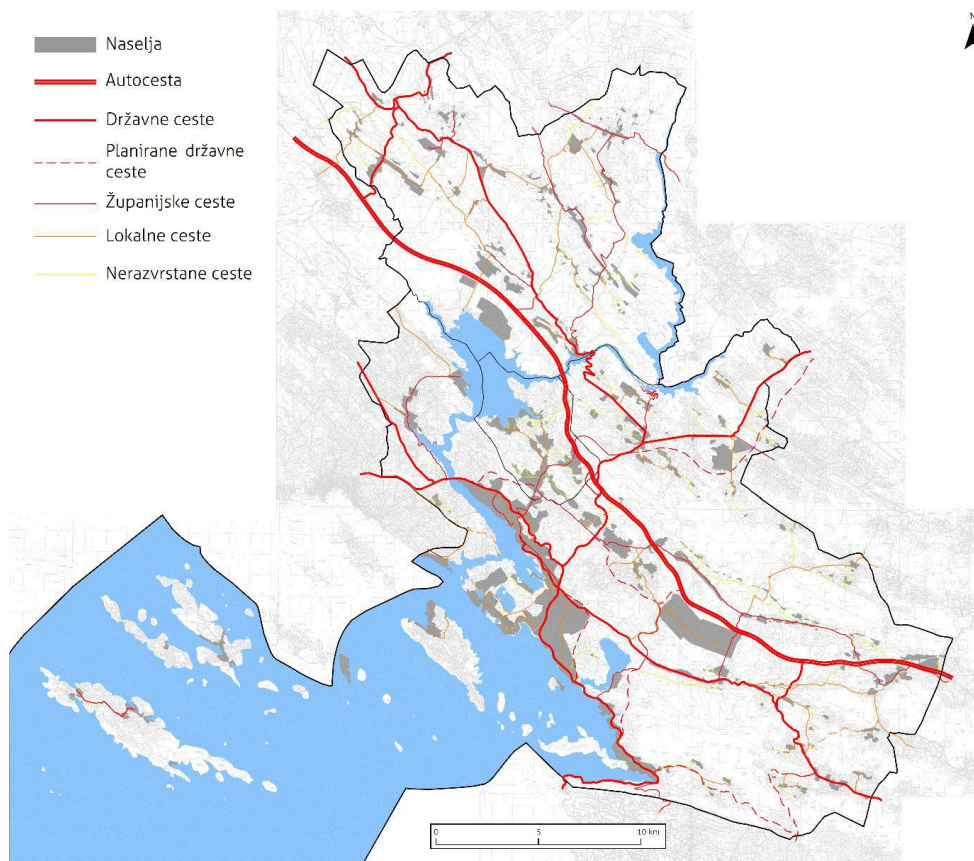 N
Naselja
Autocesta
Državne ceste
Planirane državne
ceste
Županijske ceste
Lokalne ceste
Nerazvrstane ceste
0 5 10 km